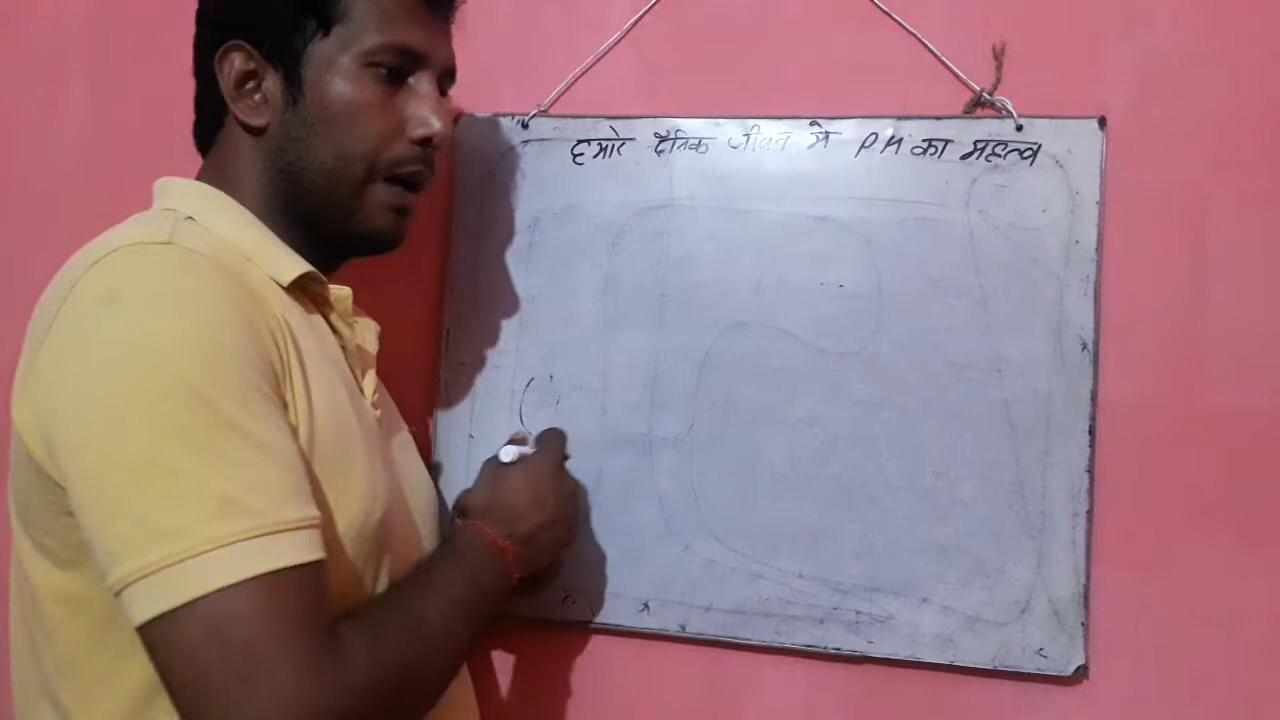 हमारे दैनिक जीवन मे PH का महत्व